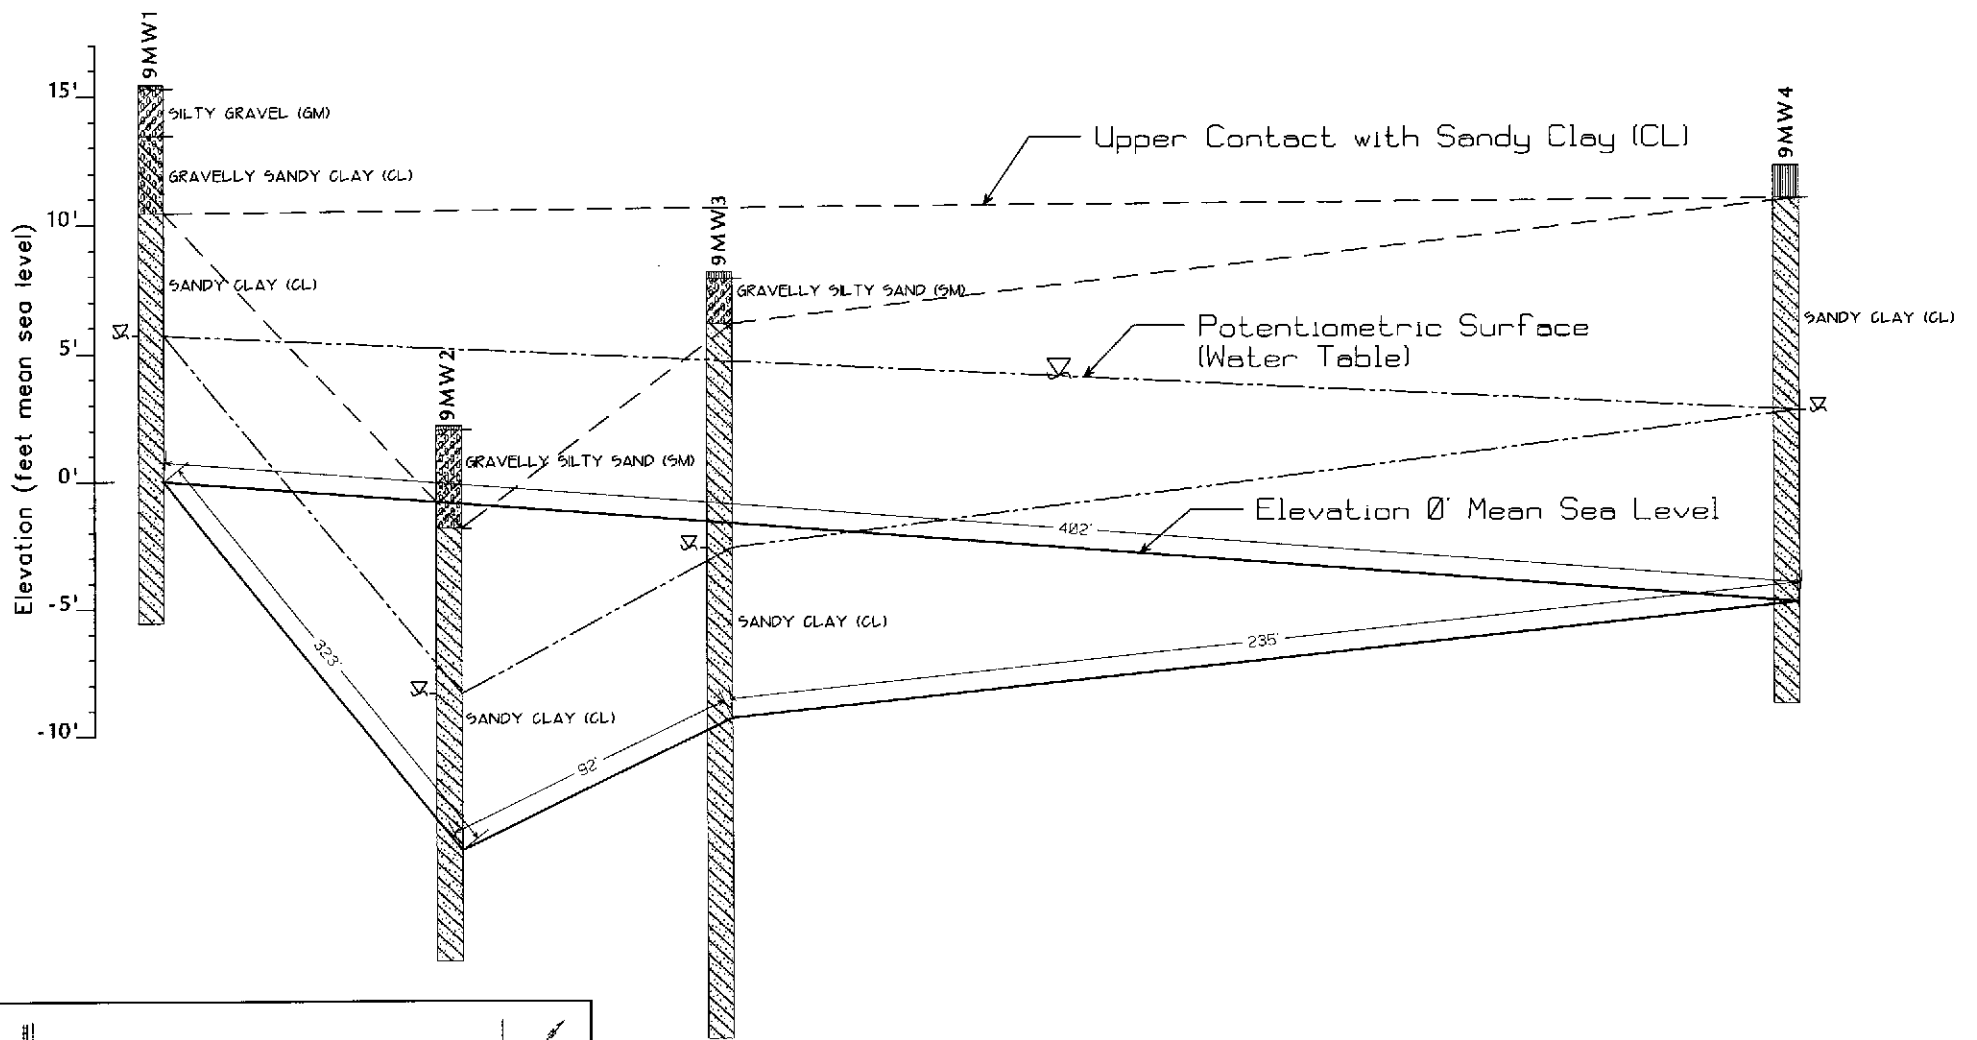 9MW1
15'
SILTY GRAVEL (GM)
9MW4
Upper Contact with Sandy Clay (CL)
GRAVELLY SANDY CLAY (CL)
10'
9MW3
Elevation (feet mean sea level)
SANDY CLAY (CL)
GRAVELLY SILTY SAND (SM)
SANDY CLAY (CL)
Potentiometric Surface
(Water Table)
5'
9MW2
GRAVELLY SILTY SAND (SM)
0'
Elevation 0' Mean Sea Level
402'
-5'
SANDY CLAY (CL)
235'
323'
SANDY CLAY (CL)
-10'
92'